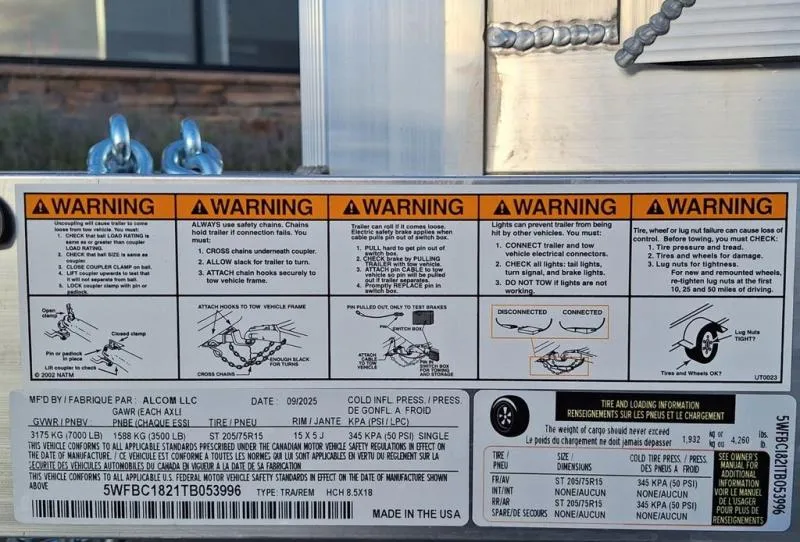 WARNING
Uncoupling will cause trailer to come
loose from tow vehicle. You must:
1. CHECK that ball LOAD RATING is
same as or greater than coupler
LOAD RATING.
2. CHECK that ball SIZE is same as
coupler.
3. CLOSE COUPLER CLAMP on ball.
4. LIFT coupler upwards to test that
it will not separate from ball.
5. LOCK coupler clamp with pin or
padlock.
Open clamp
Closed clamp
Pin or padlock
in place
Lift coupler to check
© 2002 NATM
WARNING
ALWAYS use safety chains. Chains
hold trailer if connection fails. You
must:
1. CROSS chains underneath coupler.
2. ALLOW slack for trailer to turn.
3. ATTACH chain hooks securely to
tow vehicle frame.
ATTACH HOOKS TO TOW VEHICLE FRAME
ENOUGH SLACK
FOR TURNS
CROSS CHAINS
WARNING
Trailer can roll if it comes loose.
Electric safety brake applies when
cable pulls pin out of switch box.
1. PULL hard to get pin out of
switch box.
2. CHECK brake by PULLING
TRAILER with tow vehicle.
3. ATTACH PIN CABLE to tow
vehicle so pin will be pulled
out if trailer separates.
4. Promptly REPLACE pin in
switch box.
PIN PULLED OUT, ONLY TO TEST BRAKES
PIN
SWITCH BOX
ATTACH
CABLE
TO TOW
VEHICLE
PIN IN
SWITCH BOX
FOR TOWING
AND STORAGE
WARNING
Lights can prevent trailer from being
hit by other vehicles. You must:
1. CONNECT trailer and tow
vehicle electrical connectors.
2. CHECK all lights: tail lights,
turn signal, and brake lights.
3. DO NOT TOW if lights are not
working.
DISCONNECTED
CONNECTED
WARNING
Tire, wheel or lug nut failure can cause loss of
control. Before towing, you must CHECK:
1. Tire pressure and tread.
2. Tires and wheels for damage.
3. Lug nuts for tightness.
For new and remounted wheels,
re-tighten lug nuts at the first
10, 25 and 50 miles of driving.
Lug Nuts
TIGHT?
Tires and Wheels OK?
UT0023
MF'D BY / FABRIQUE PAR : ALCOM LLC DATE : 09/2025 COLD INFL. PRESS. / PRESS.
GAWR (EACH AXLE DE GONFL. A FROID
GVWR / PNBV PNBE (CHAQUE ESSI TIRE / PNEU RIM / JANTE KPA (PSI / LPC)
3175 KG (7000 LB) 1588 KG (3500 LB) ST 205/75R15 15 X 5 J 345 KPA (50 PSI) SINGLE
THIS VEHICLE CONFORMS TO ALL APPLICABLE STANDARDS PRESCRIBED UNDER THE CANADIAN MOTOR VEHICLE SAFETY REGULATIONS IN EFFECT ON
THE DATE OF MANUFACTURE. / CE VEHICULE EST CONFORME A TOUTES LES NORMES QUI LUI SONT APPLICABLES EN VERTU DU REGLEMENT SUR LA
SECURITE DES VEHICULES AUTOMOBILES DU CANADA EN VIGUEUR A LA DATE DE SA FABRICATION
THIS VEHICLE CONFORMS TO ALL APPLICABLE U.S. FEDERAL MOTOR VEHICLE SAFETY STANDARDS IN EFFECT ON THE DATE OF MANUFACTURE SHOWN
ABOVE
5WFBC1821TB053996 TYPE: TRA/REM HCH 8.5X18
MADE IN THE USA
TIRE AND LOADING INFORMATION
RENSEIGNEMENTS SUR LES PNEUS ET LE CHARGEMENT
The weight of cargo should never exceed
Le poids du chargement ne doit jamais dépasser 1,932 kg or kg ou 4,260 lbs. lb.
TIRE / PNEU
SIZE / DIMENSIONS
COLD TIRE PRESS. / PRESS. DES PNEUS A FROID
FR/AV ST 205/75R15 345 KPA (50 PSI)
INT/INT NONE/AUCUN NONE/AUCUN
RR/AR ST 205/75R15 345 KPA (50 PSI)
SPARE/DE SECOURS NONE/AUCUN NONE/AUCUN
SEE OWNER'S
MANUAL FOR
ADDITIONAL
INFORMATION
VOIR LE MANUEL
DE L'USAGER
POUR PLUS DE
RENSEIGNEMENTS
5WFBC1821TB053996